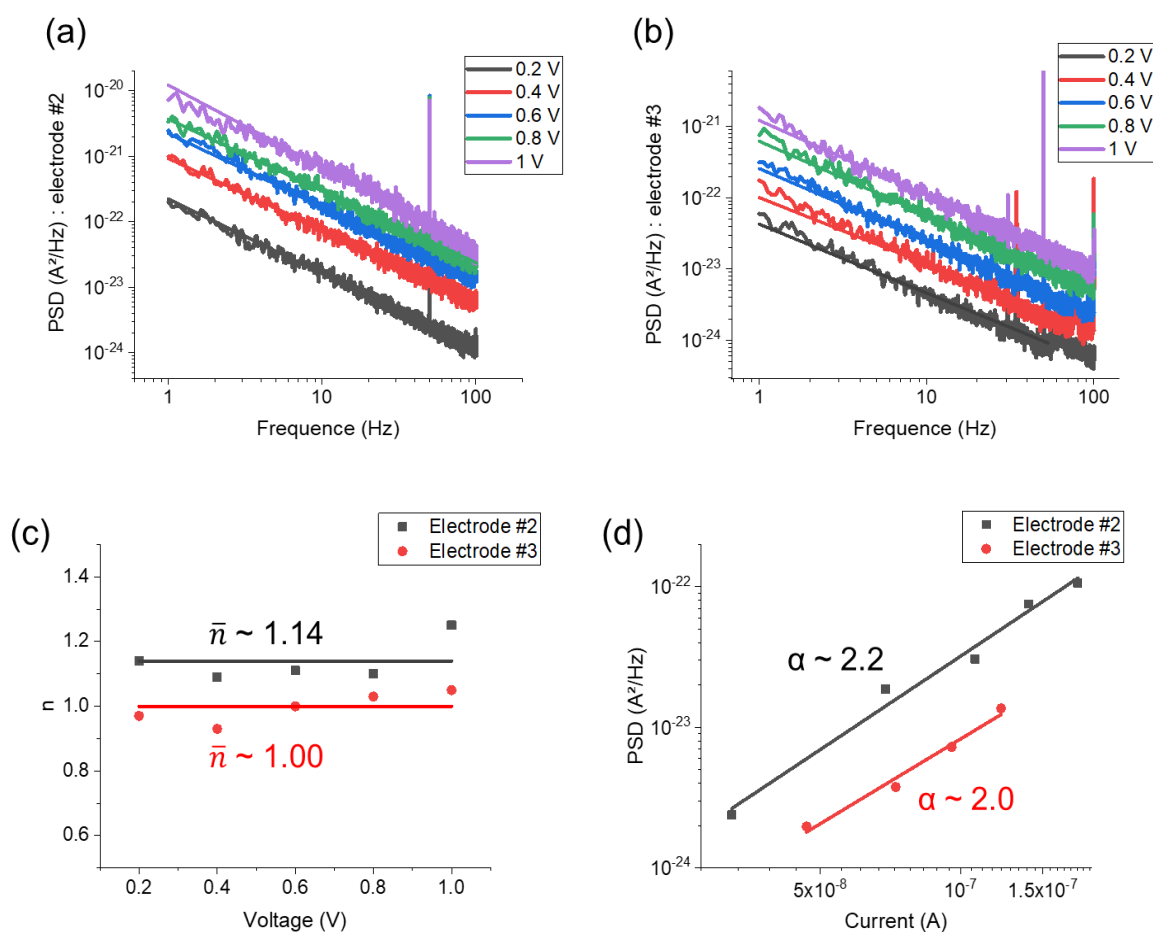 (a)
PSD (A²/Hz) : electrode #2
10⁻²⁰
10⁻²¹
10⁻²²
10⁻²³
10⁻²⁴
1
10
100
Frequence (Hz)
0.2 V
0.4 V
0.6 V
0.8 V
1 V
(b)
PSD (A²/Hz) : electrode #3
10⁻²¹
10⁻²²
10⁻²³
10⁻²⁴
1
10
100
Frequence (Hz)
0.2 V
0.4 V
0.6 V
0.8 V
1 V
(c)
Electrode #2
Electrode #3
n
1.4
1.2
1.0
0.8
0.6
n̅ ~ 1.14
n̅ ~ 1.00
0.2
0.4
0.6
0.8
1.0
Voltage (V)
(d)
Electrode #2
Electrode #3
PSD (A²/Hz)
10⁻²²
10⁻²³
10⁻²⁴
α ~ 2.2
α ~ 2.0
5x10⁻⁸
10⁻⁷
1.5x10⁻⁷
Current (A)